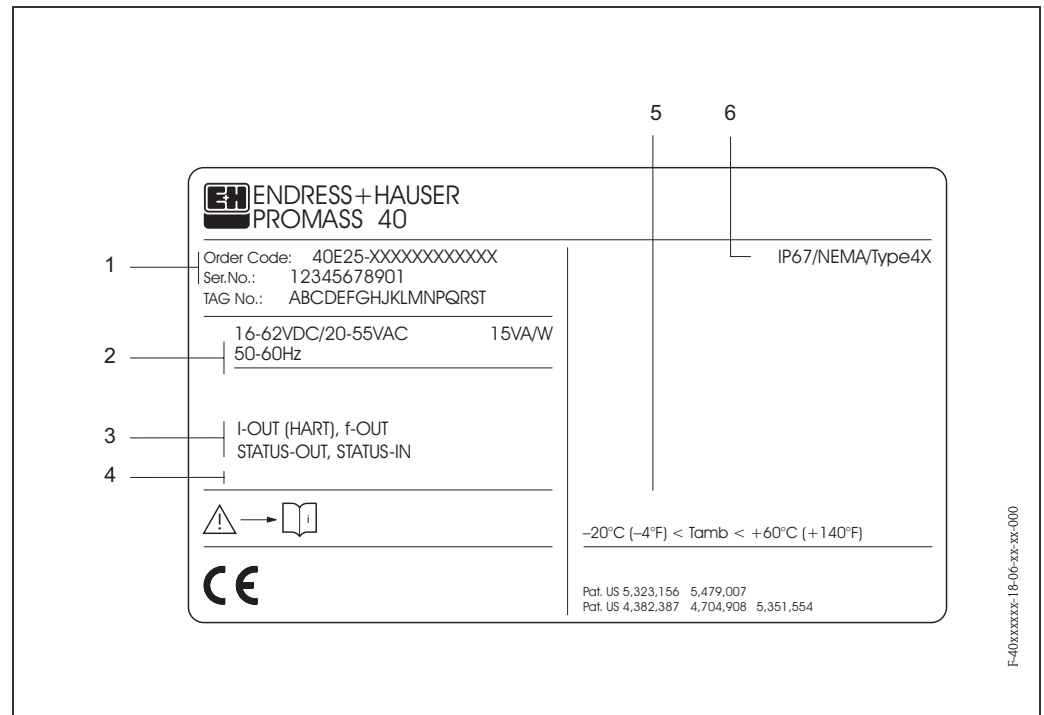 5 6
E+H ENDRESS+HAUSER
PROMASS 40
1
Order Code: 40E25-XXXXXXXXXXXX
Ser.No.: 12345678901
TAG No.: ABCDEFGHJKLMNPQRST
IP67/NEMA/Type4X
2
16-62VDC/20-55VAC 15VA/W
50-60Hz
3
I-OUT (HART), f-OUT
STATUS-OUT, STATUS-IN
4
i
–20°C (–4°F) < Tamb < +60°C (+140°F)
CE
Pat. US 5,323,156 5,479,007
Pat. US 4,382,387 4,704,908 5,351,554
F-40xxxxxx-18-06-xx-xx-000